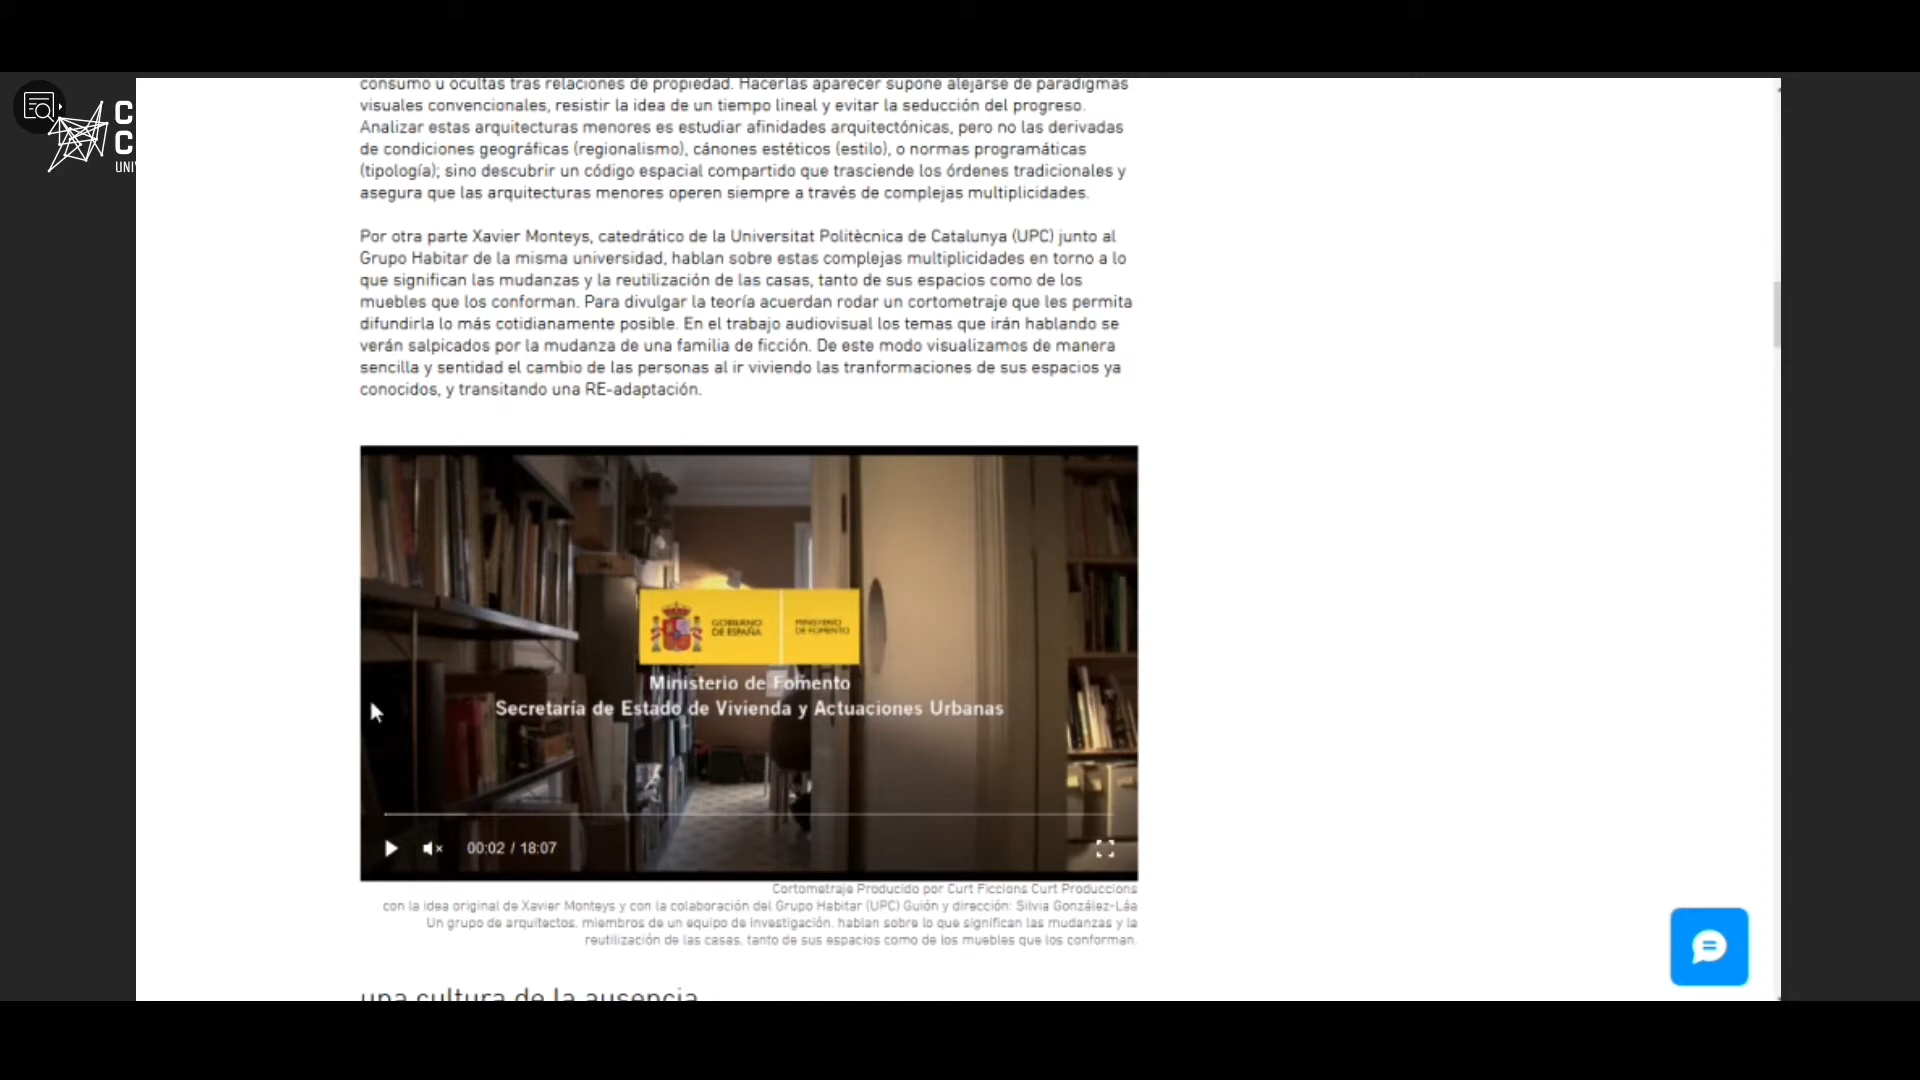 consumo u ocultas tras relaciones de propiedad. Hacerlas aparecer supone alejarse de paradigmas
visuales convencionales, resistir la idea de un tiempo lineal y evitar la seducción del progreso.
Analizar estas arquitecturas menores es estudiar afinidades arquitectónicas, pero no las derivadas
de condiciones geográficas (regionalismo), cánones estéticos (estilo), o normas programáticas
(tipología); sino descubrir un código espacial compartido que trasciende los órdenes tradicionales y
asegura que las arquitecturas menores operen siempre a través de complejas multiplicidades.
Por otra parte Xavier Monteys, catedrático de la Universitat Politècnica de Catalunya (UPC) junto al
Grupo Habitar de la misma universidad, hablan sobre estas complejas multiplicidades en torno a lo
que significan las mudanzas y la reutilización de las casas, tanto de sus espacios como de los
muebles que los conforman. Para divulgar la teoría acuerdan rodar un cortometraje que les permita
difundirla lo más cotidianamente posible. En el trabajo audiovisual los temas que irán hablando se
verán salpicados por la mudanza de una familia de ficción. De este modo visualizamos de manera
sencilla y sentidad el cambio de las personas al ir viviendo las tranformaciones de sus espacios ya
conocidos, y transitando una RE-adaptación.
GOBIERNO
DE ESPAÑA
MINISTERIO
DE FOMENTO
Ministerio de Fomento
Secretaría de Estado de Vivienda y Actuaciones Urbanas
00:02 / 18:07
Cortometraje Producido por Curt Ficcions Curt Produccions
con la idea original de Xavier Monteys y con la colaboración del Grupo Habitar (UPC) Guión y dirección: Silvia González-Láa
Un grupo de arquitectos, miembros de un equipo de investigación, hablan sobre lo que significan las mudanzas y la
reutilización de las casas, tanto de sus espacios como de los muebles que los conforman.
una cultura de la ausencia
C
C
UNI